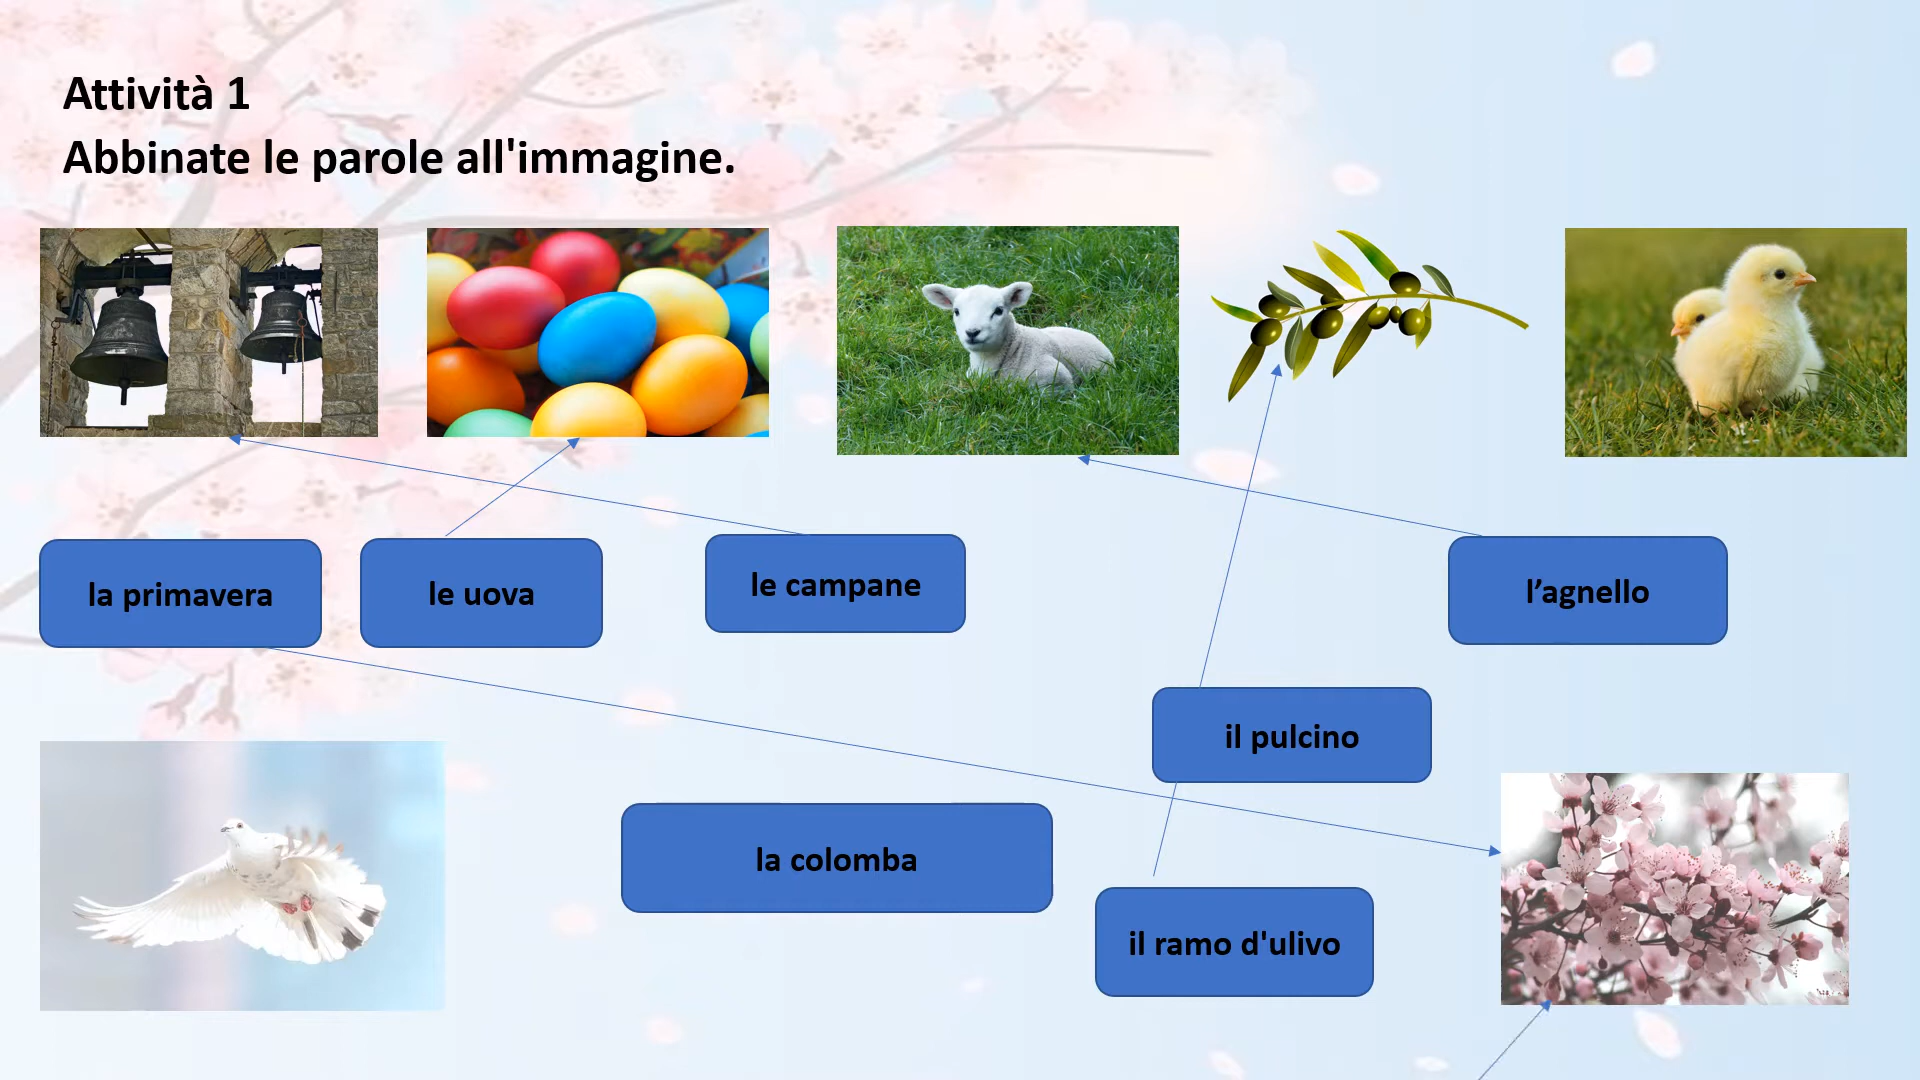 Attività 1
Abbinate le parole all'immagine.
la primavera
le uova
le campane
l’agnello
il pulcino
la colomba
il ramo d'ulivo